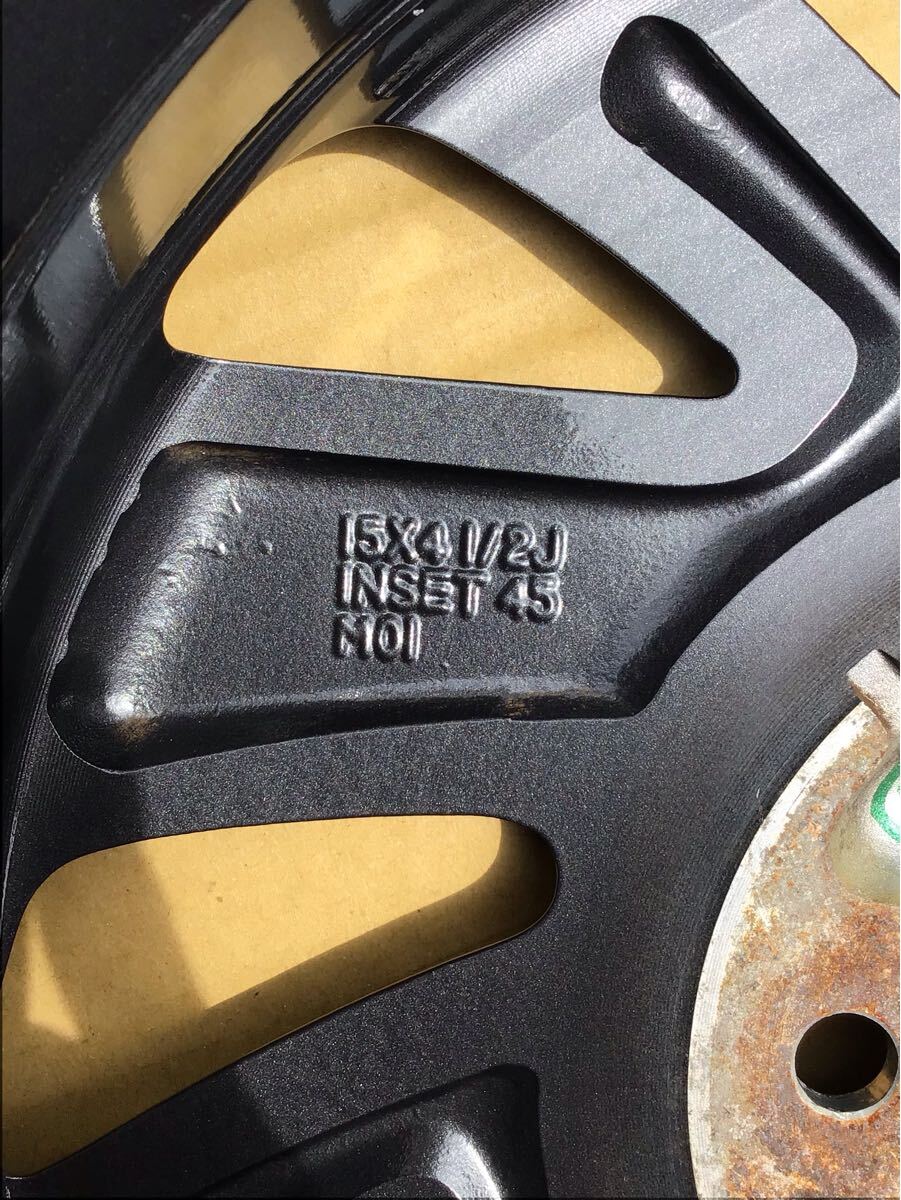 15X4 1/2J
INSET 45
M01